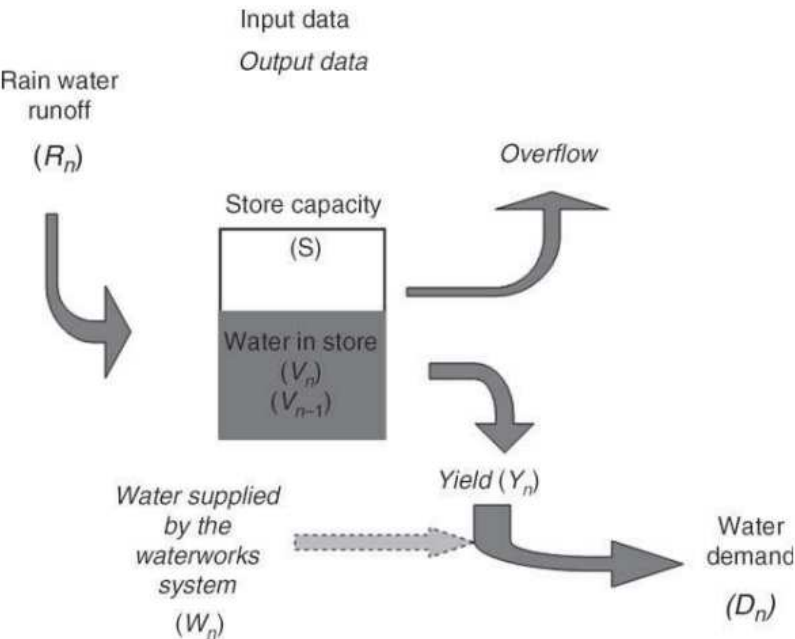 Input data
Output data
Rain water
runoff
(Rn)
Overflow
Store capacity
(S)
Water in store
(Vn)
(Vn–1)
Yield (Yn)
Water supplied
by the
waterworks
system
(Wn)
Water
demand
(Dn)